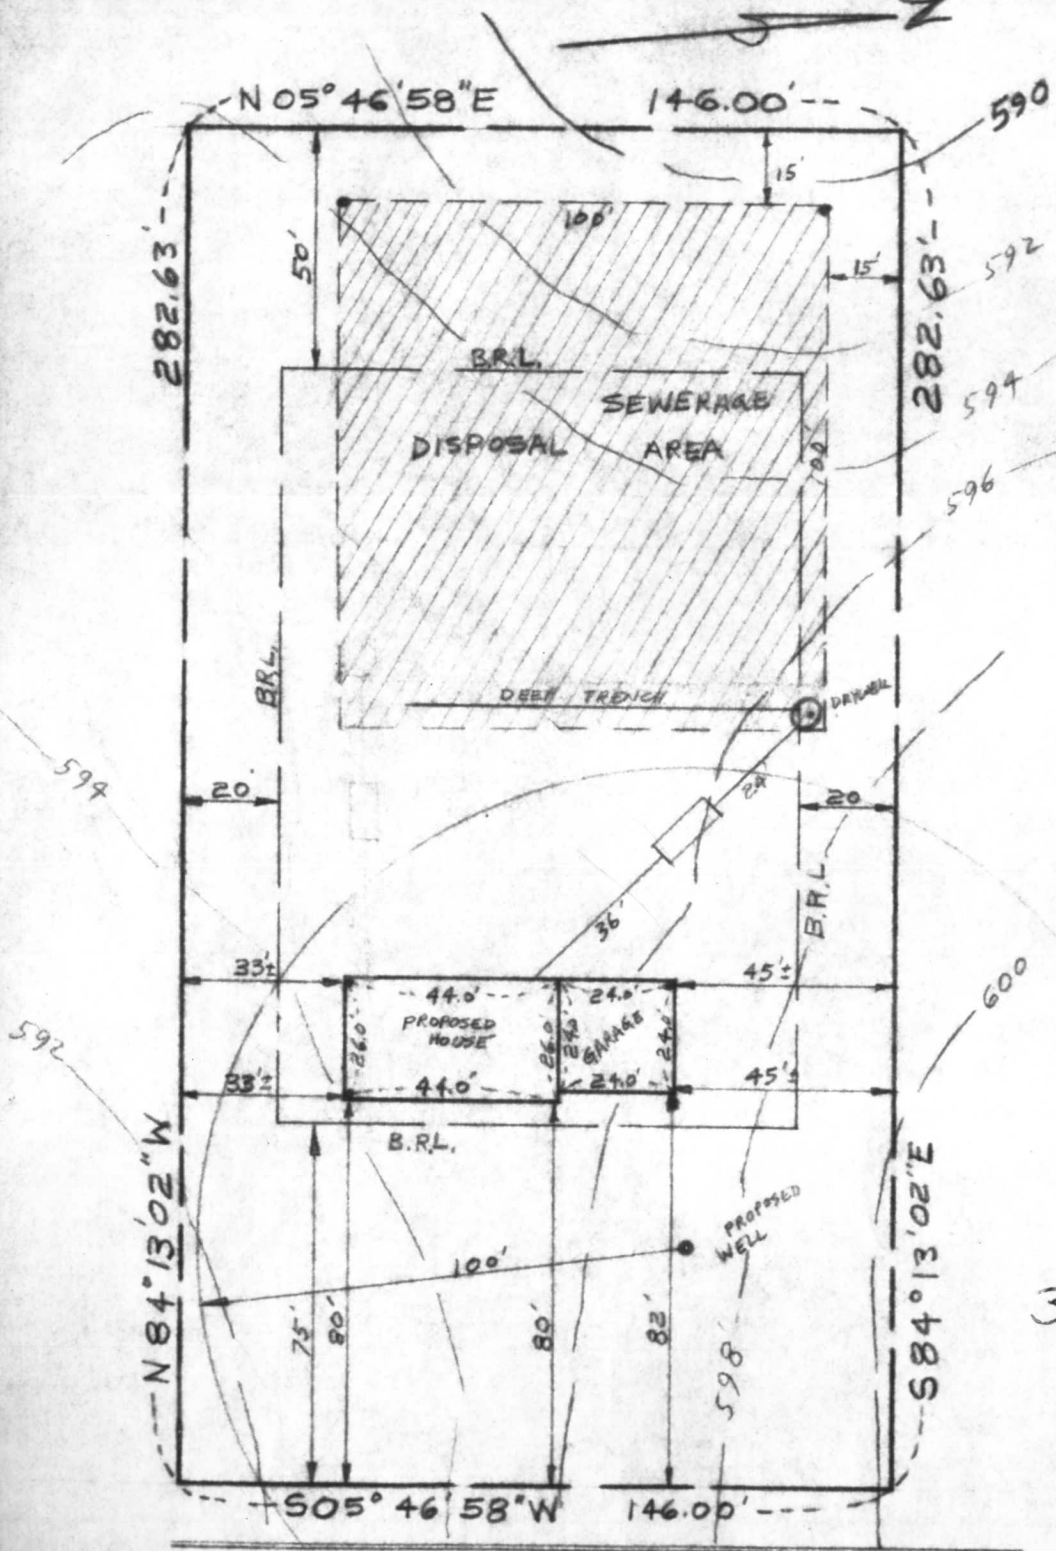 N
N 05° 46' 58" E 146.00'
590
15'
100'
50'
282.63'
282.63'
15'
592
B.R.L.
SEWERAGE
DISPOSAL AREA
594
100'
596
B.R.L.
DEEP TRENCH
DRYWELL
594
20
24'
20
B.R.L.
36'
33'±
45'±
44.0'
24.0'
600
PROPOSED
HOUSE
26.0'
26.0'
24.0'
GARAGE
24.0'
592
33'±
44.0'
24.0'
45'±
B.R.L.
PROPOSED
WELL
100'
75'
80'
80'
82'
598
N 84° 13' 02" W
S 84° 13' 02" E
S05° 46' 58" W 146.00'